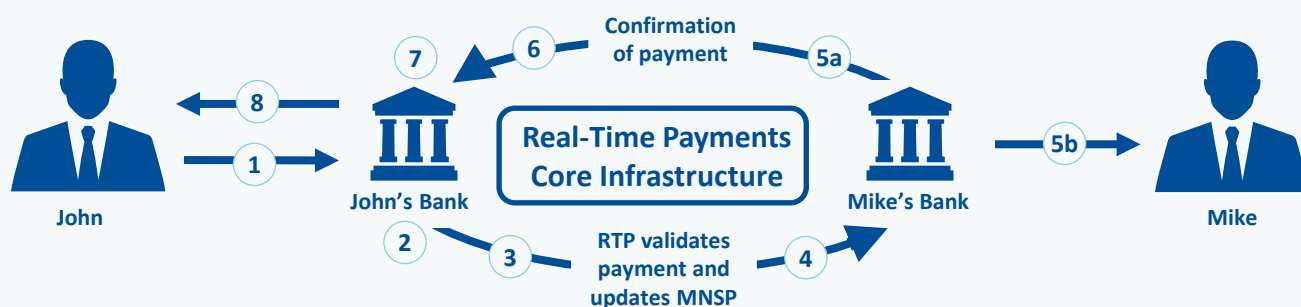 Confirmation
of payment
7
6
5a
8
1
Real-Time Payments
Core Infrastructure
5b
John
John's Bank
Mike's Bank
Mike
2
3
RTP validates
payment and
updates MNSP
4